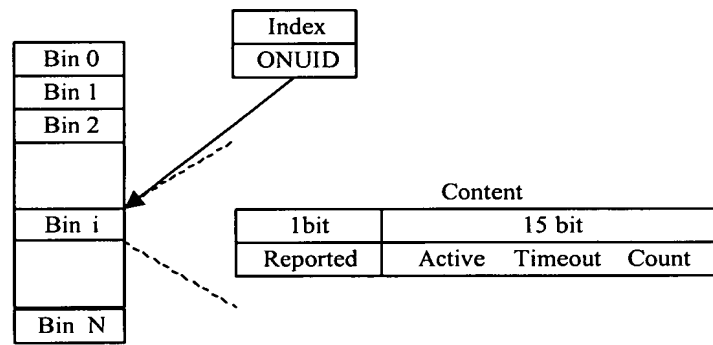 Index
ONUID
Bin 0
Bin 1
Bin 2
Bin i
Bin N
Content
1bit 15 bit
Reported Active Timeout Count